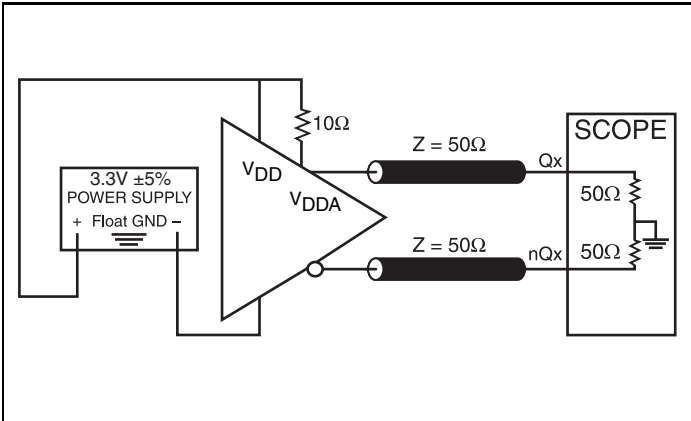 10Ω
SCOPE
Z = 50Ω
Qx
VDD
VDDA
3.3V ±5%
POWER SUPPLY
+ Float GND −
50Ω
Z = 50Ω
nQx
50Ω